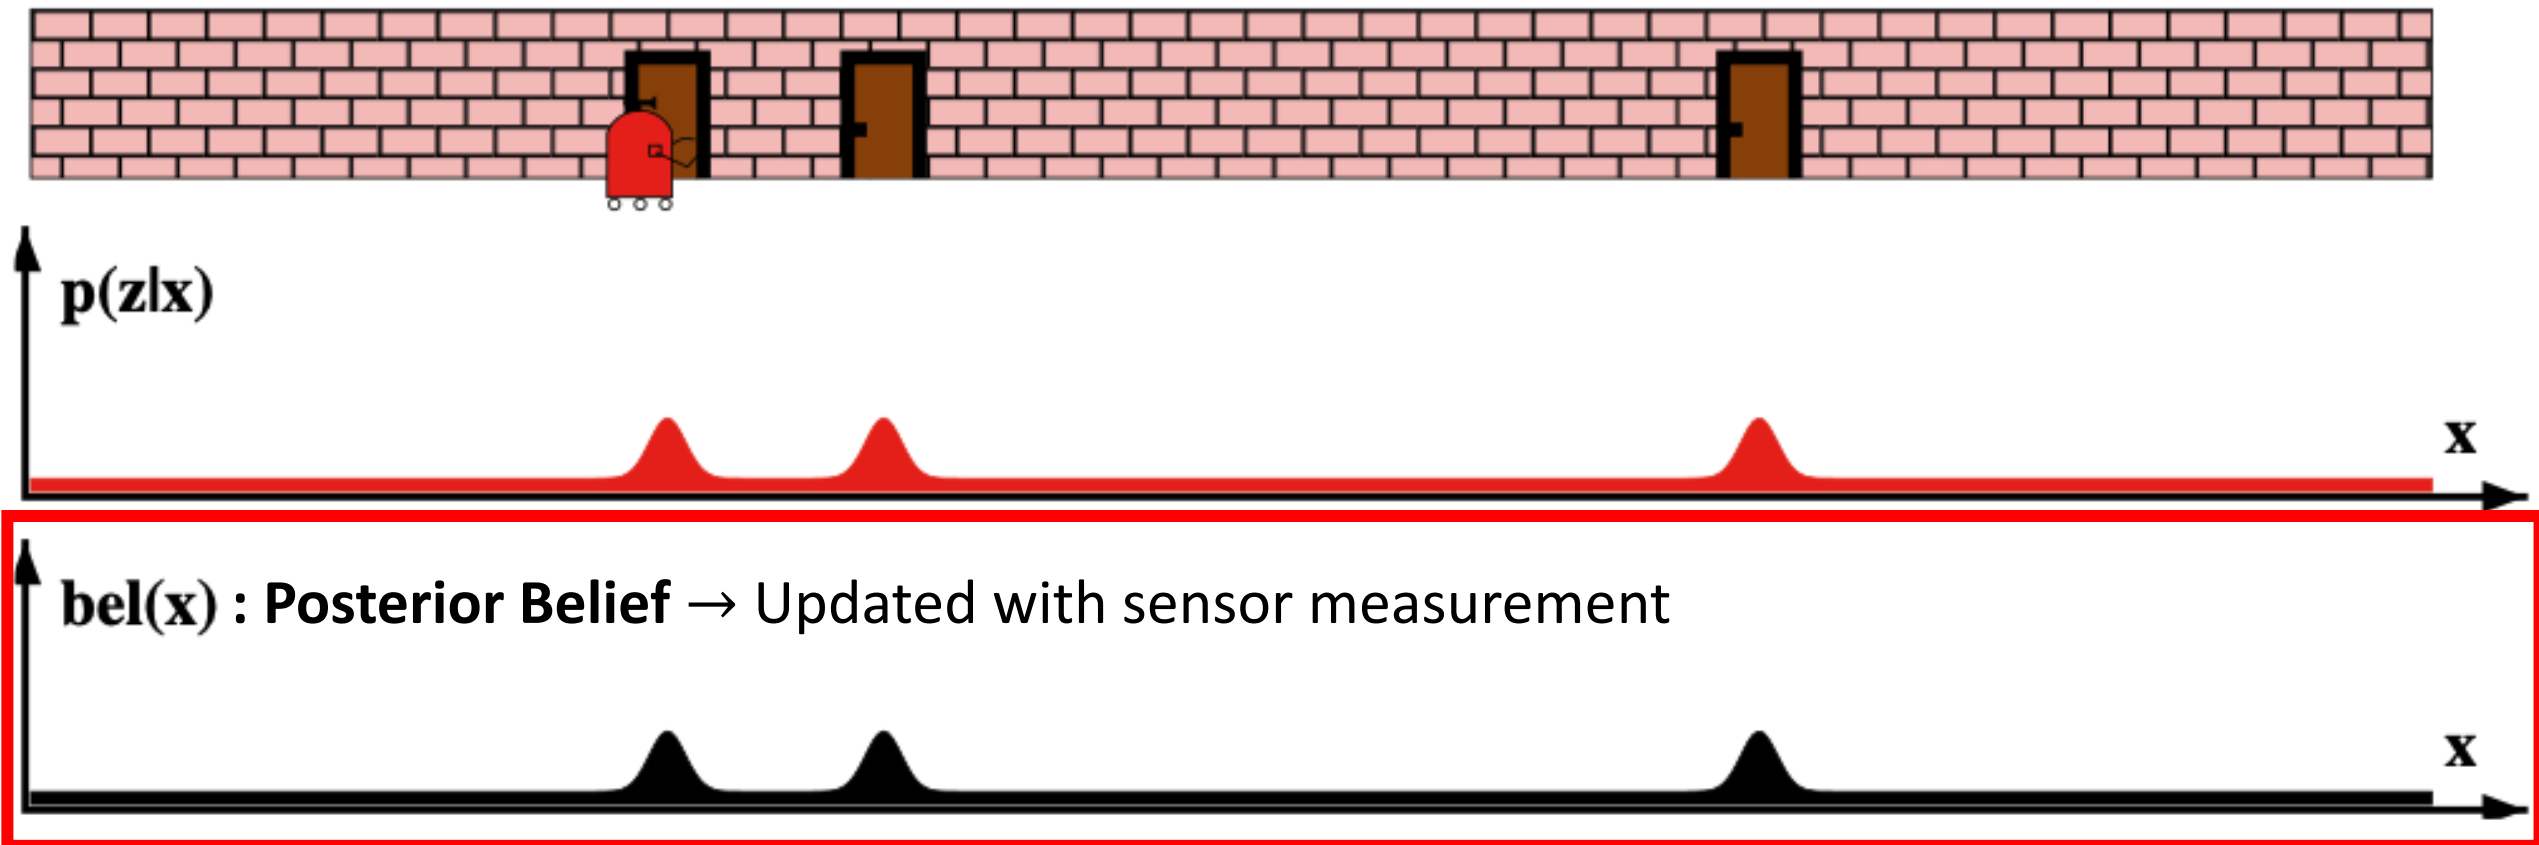 p(z|x)
x
bel(x) : Posterior Belief → Updated with sensor measurement
x